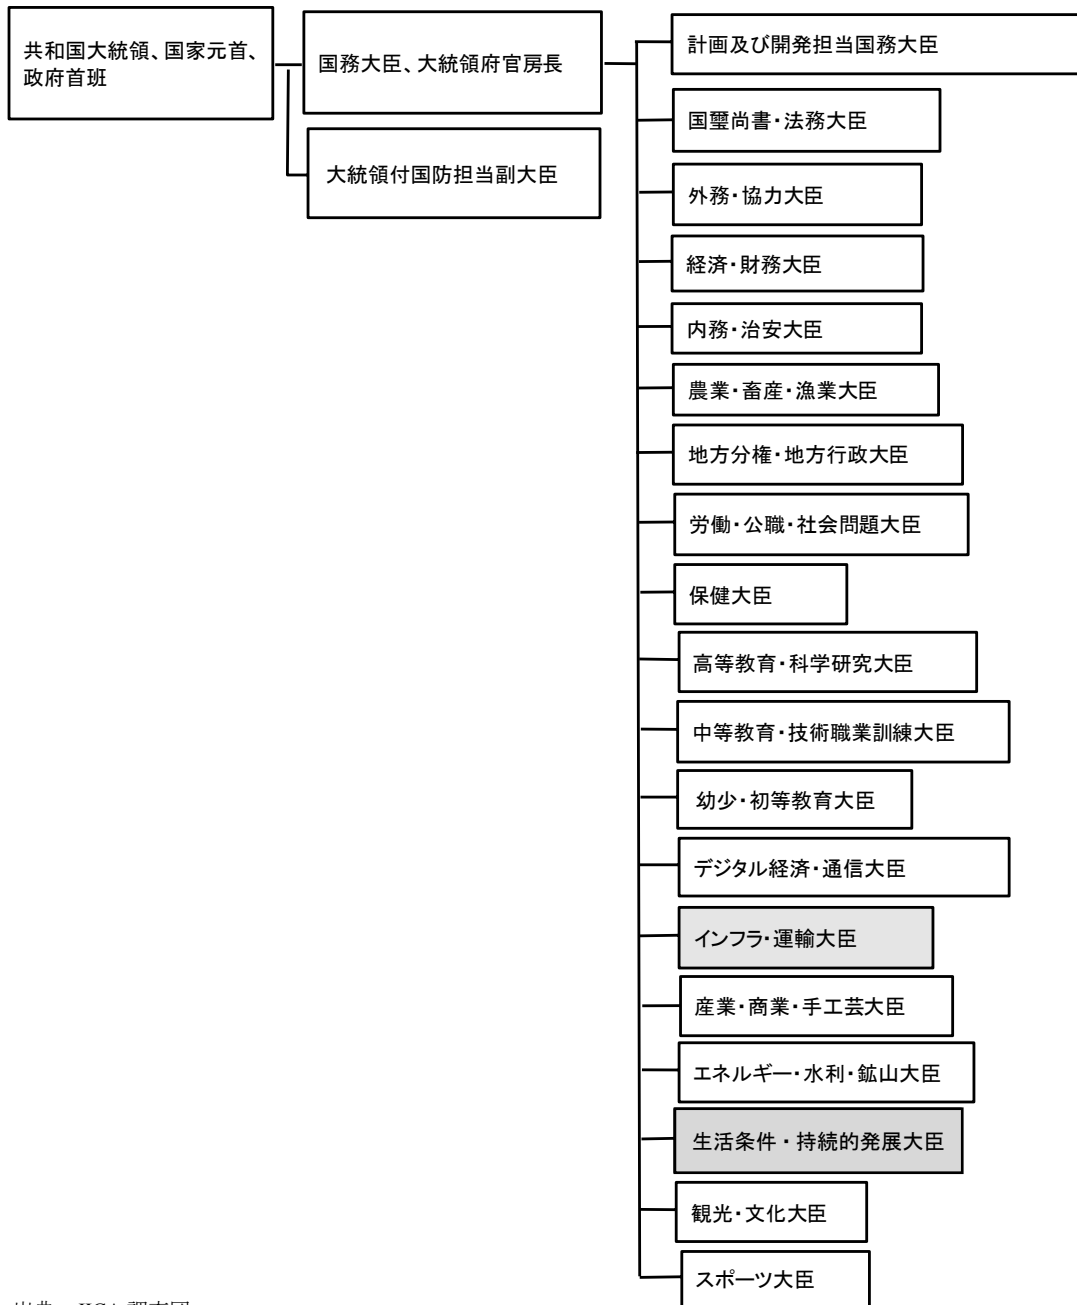 共和国大統領、国家元首、
政府首班
国務大臣、大統領府官房長
大統領付国防担当副大臣
計画及び開発担当国務大臣
国璽尚書・法務大臣
外務・協力大臣
経済・財務大臣
内務・治安大臣
農業・畜産・漁業大臣
地方分権・地方行政大臣
労働・公職・社会問題大臣
保健大臣
高等教育・科学研究大臣
中等教育・技術職業訓練大臣
幼少・初等教育大臣
デジタル経済・通信大臣
インフラ・運輸大臣
産業・商業・手工芸大臣
エネルギー・水利・鉱山大臣
生活条件・持続的発展大臣
観光・文化大臣
スポーツ大臣